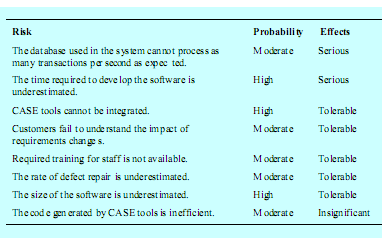 Risk Probability Effects
The database used in the system cannot process as Moderate Serious
many transactions per second as expected.
The time required to develop the software is High Serious
underestimated.
CASE tools cannot be integrated. High Tolerable
Customers fail to understand the impact of Moderate Tolerable
requirements changes.
Required training for staff is not available. Moderate Tolerable
The rate of defect repair is underestimated. Moderate Tolerable
The size of the software is underestimated. High Tolerable
The code generated by CASE tools is inefficient. Moderate Insignificant